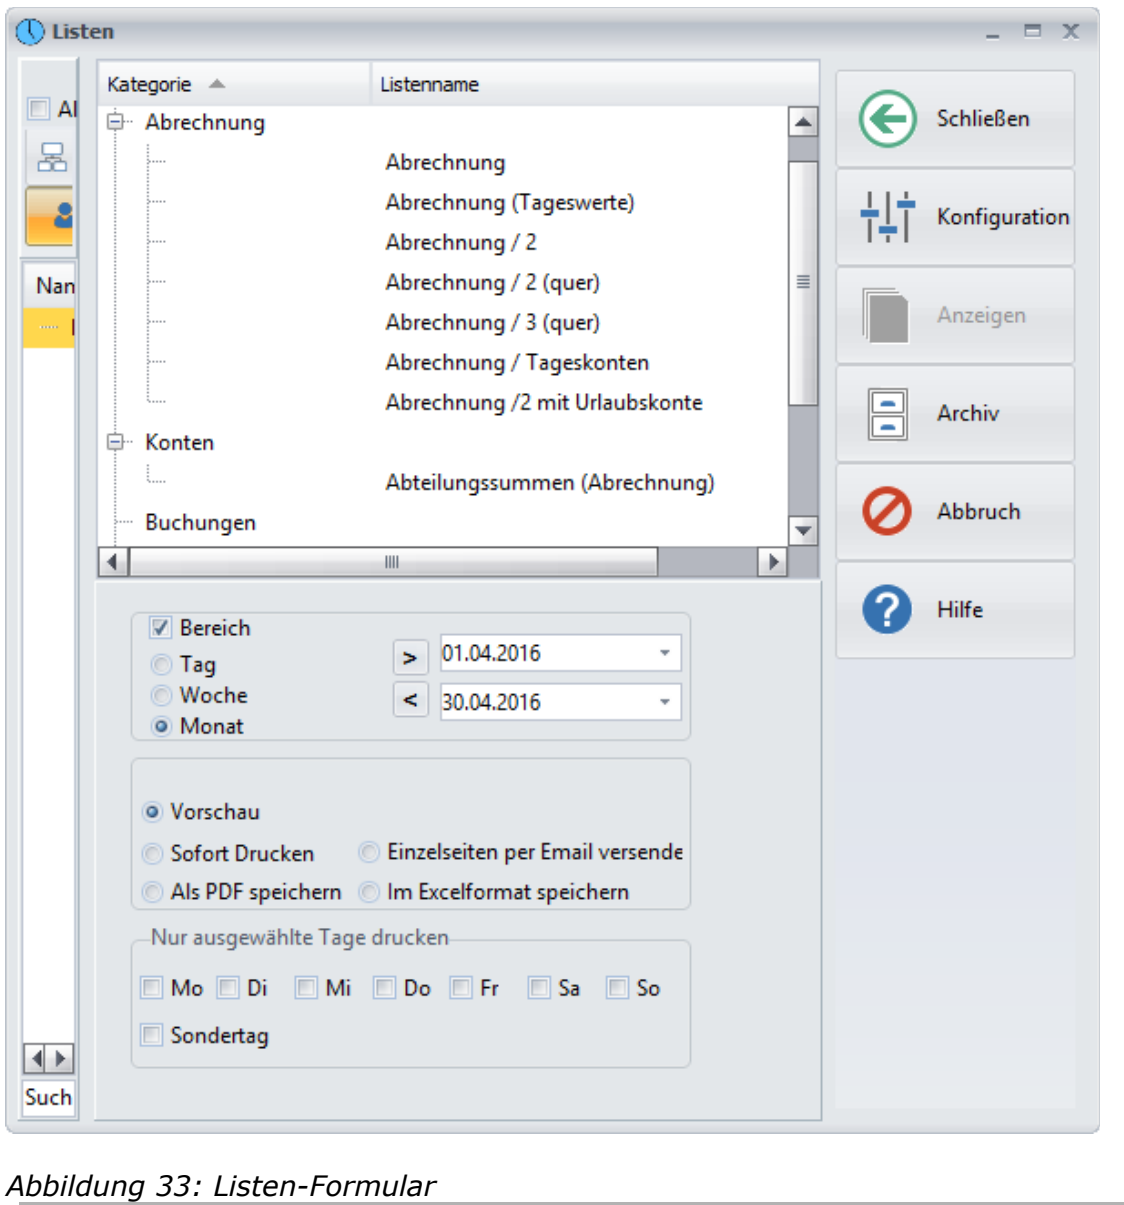 Listen
Al
Nan
Such
Kategorie Listenname
Abrechnung
Abrechnung
Abrechnung (Tageswerte)
Abrechnung / 2
Abrechnung / 2 (quer)
Abrechnung / 3 (quer)
Abrechnung / Tageskonten
Abrechnung /2 mit Urlaubskonte
Konten
Abteilungssummen (Abrechnung)
Buchungen
Bereich
Tag
Woche
Monat
> 01.04.2016
< 30.04.2016
Vorschau
Sofort Drucken Einzelseiten per Email versende
Als PDF speichern Im Excelformat speichern
Nur ausgewählte Tage drucken
Mo Di Mi Do Fr Sa So
Sondertag
Schließen
Konfiguration
Anzeigen
Archiv
Abbruch
Hilfe
Abbildung 33: Listen-Formular